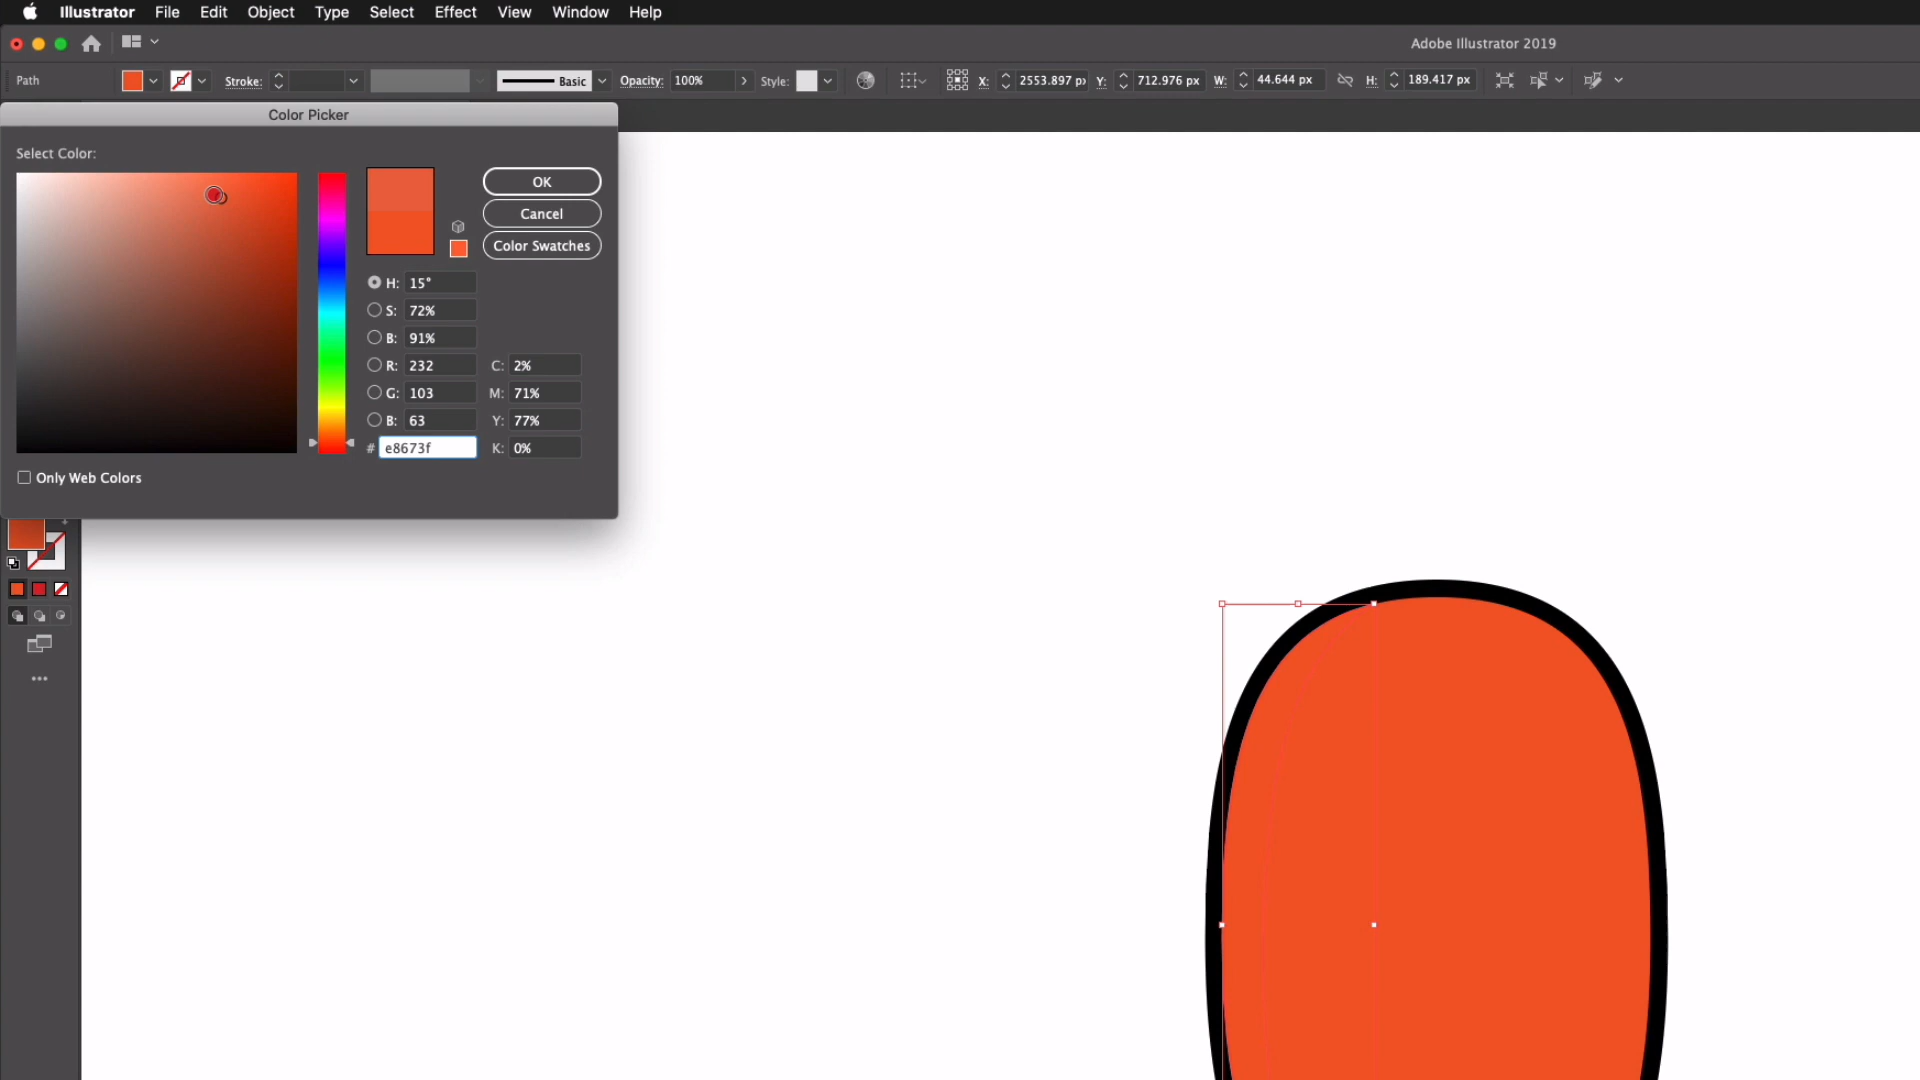 Illustrator File Edit Object Type Select Effect View Window Help
Adobe Illustrator 2019
Path Stroke: Basic Opacity: 100% Style: X: 2553.897 px Y: 712.976 px W: 44.644 px H: 189.417 px
Color Picker
Select Color:
OK
Cancel
Color Swatches
H: 15°
S: 72%
B: 91%
R: 232 C: 2%
G: 103 M: 71%
B: 63 Y: 77%
# e8673f K: 0%
Only Web Colors